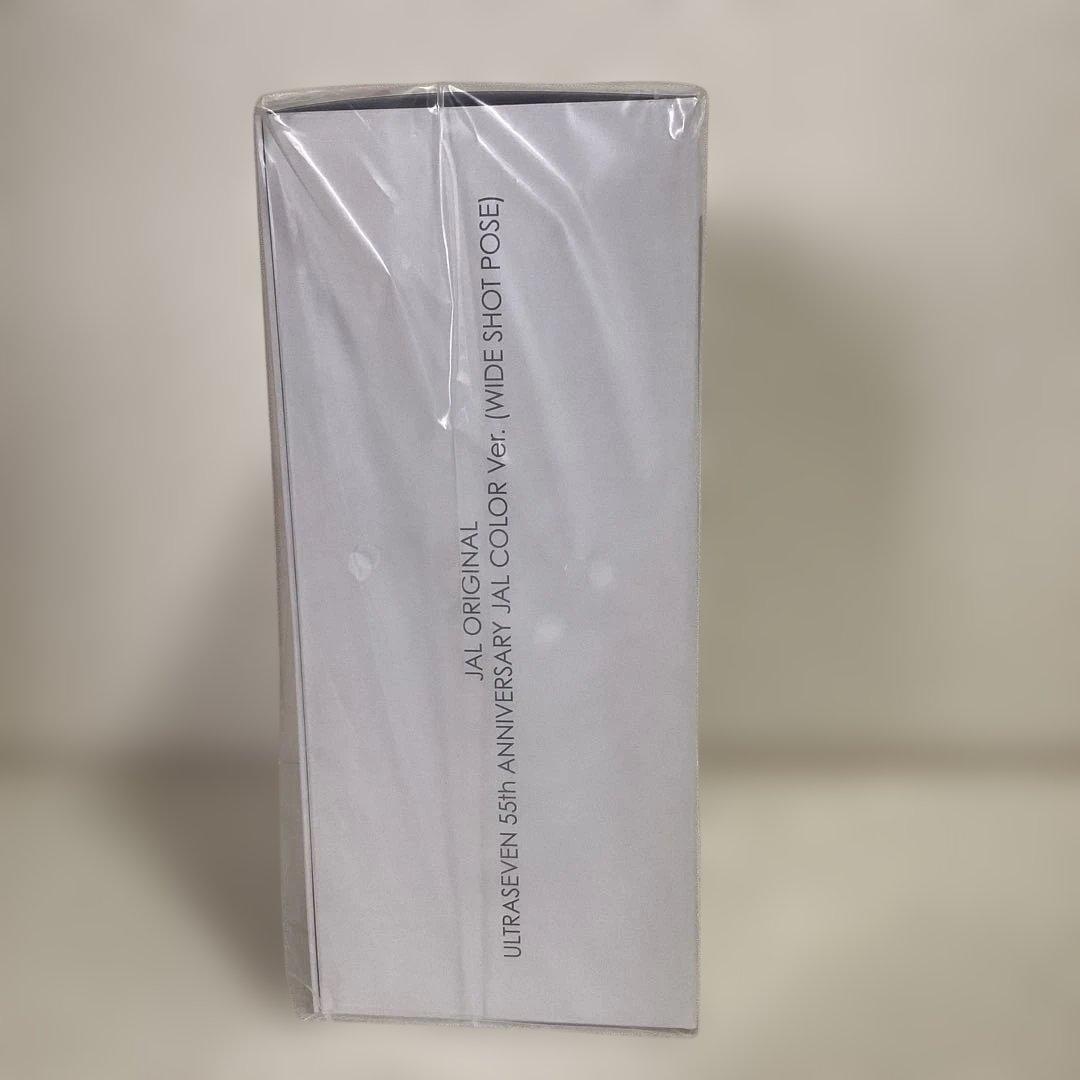 JAL ORIGINAL
ULTRASEVEN 55th ANNIVERSARY JAL COLOR Ver. (WIDE SHOT POSE)